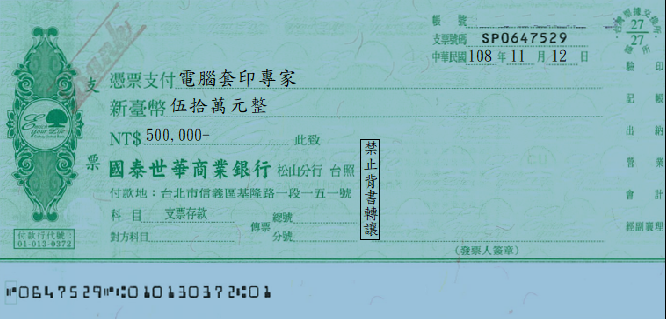 帳 號
支票號碼 SP0647529
中華民國 108 年 11 月 12 日
27
27
憑票支付 電腦套印專家
新臺幣 伍拾萬元整
NT$ 500,000- 此致
支
票
國泰世華商業銀行 松山分行 台照
付款地：台北市信義區基隆路一段一五一號
科 目 支票存款
傳票 總號
對方科目 分號
禁止背書轉讓
付款行代號：
01-013-0372
(發票人簽章)
驗 印
記 帳
出 納
營 業
會 計
經副襄理
⑈0647529⑈⑆010130372⑆01